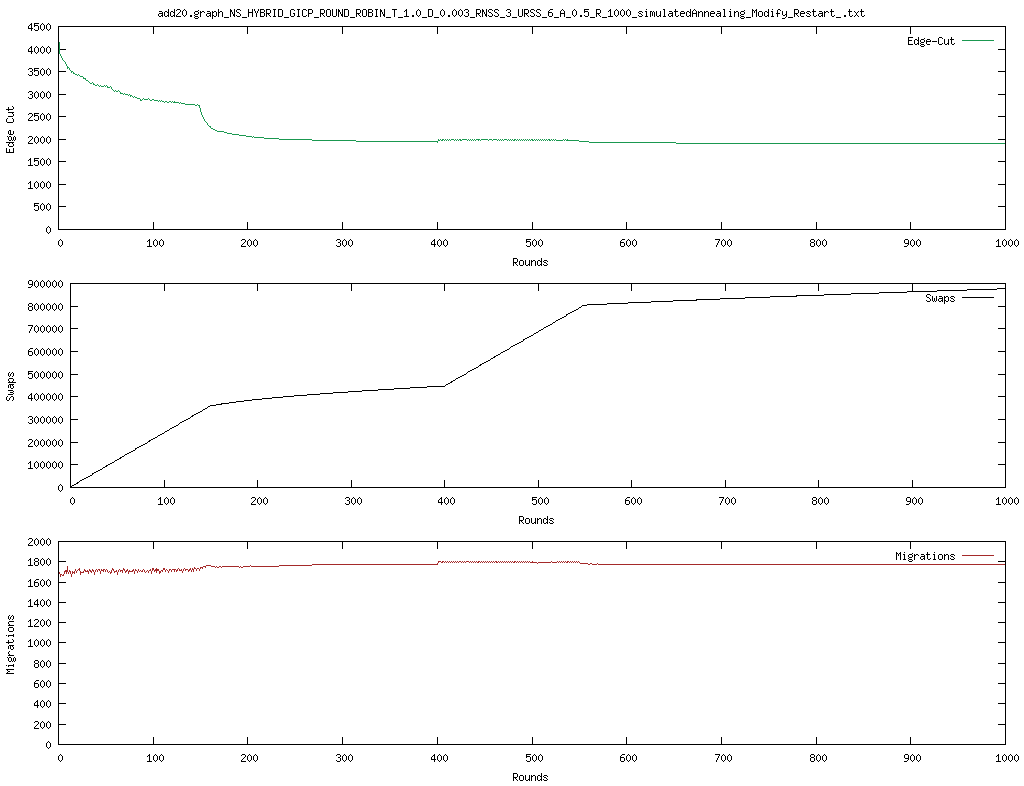 add20.graph_NS_HYBRID_GICP_ROUND_ROBIN_T_1.0_D_0.003_RNSS_3_URSS_6_A_0.5_R_1000_simulatedAnnealing_Modify_Restart_.txt
4500
4000
3500
3000
2500
2000
1500
1000
500
0
Edge Cut
Edge-Cut
0 100 200 300 400 500 600 700 800 900 1000
Rounds
900000
800000
700000
600000
500000
400000
300000
200000
100000
0
Swaps
Swaps
0 100 200 300 400 500 600 700 800 900 1000
Rounds
2000
1800
1600
1400
1200
1000
800
600
400
200
0
Migrations
Migrations
0 100 200 300 400 500 600 700 800 900 1000
Rounds